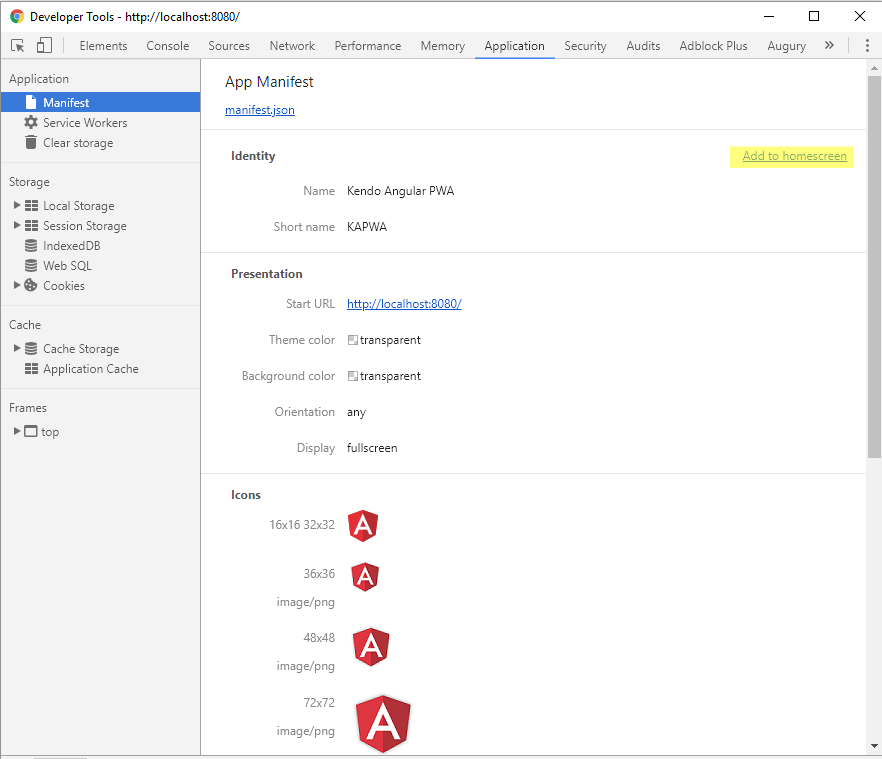 Developer Tools - http://localhost:8080/
Elements Console Sources Network Performance Memory Application Security Audits Adblock Plus Augury »
Application
Manifest
Service Workers
Clear storage
Storage
Local Storage
Session Storage
IndexedDB
Web SQL
Cookies
Cache
Cache Storage
Application Cache
Frames
top
App Manifest
manifest.json
Identity Add to homescreen
Name Kendo Angular PWA
Short name KAPWA
Presentation
Start URL http://localhost:8080/
Theme color transparent
Background color transparent
Orientation any
Display fullscreen
Icons
16x16 32x32 A
36x36 A
image/png
48x48 A
image/png
72x72 A
image/png